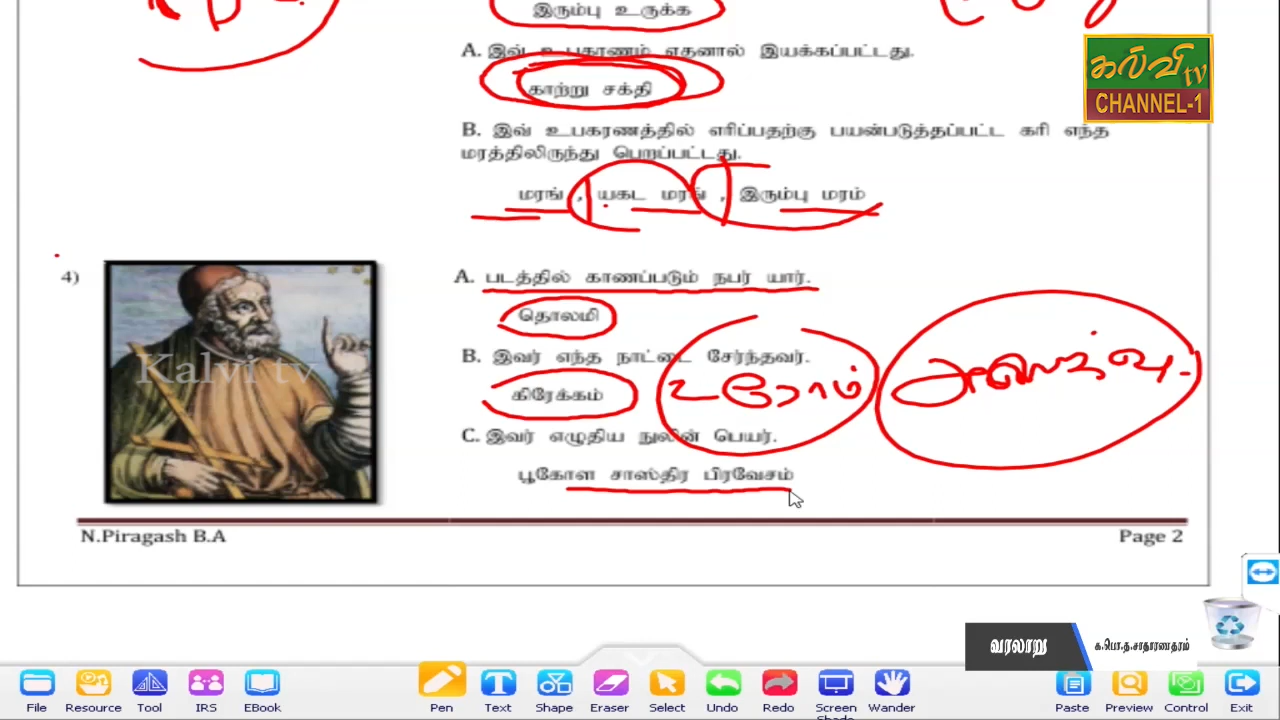 இரும்பு உருக்க
A. இவ் உபகரணம் எதனால் இயக்கப்பட்டது.
காற்று சக்தி
B. இவ் உபகரணத்தில் எரிப்பதற்கு பயன்படுத்தப்பட்ட கரி எந்த
மரத்திலிருந்து பெறப்பட்டது.
மரங் , யகட மரங் , இரும்பு மரம்
4)
A. படத்தில் காணப்படும் நபர் யார்.
தொலமி
B. இவர் எந்த நாட்டை சேர்ந்தவர்.
கிரேக்கம்
உரோம்
C. இவர் எழுதிய நுலின் பெயர்.
பூகோள சாஸ்திர பிரவேசம்
Kalvi tv
N.Piragash B.A
Page 2
கல்வி tv
CHANNEL-1
வரலாறு
க.பொ.த.சாதாரணதரம்
File Resource Tool IRS EBook Pen Text Shape Eraser Select Undo Redo Screen Wander Paste Preview Control Exit